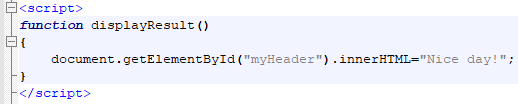 <script>
function displayResult()
{
document.getElementById("myHeader").innerHTML="Nice day!";
}
</script>